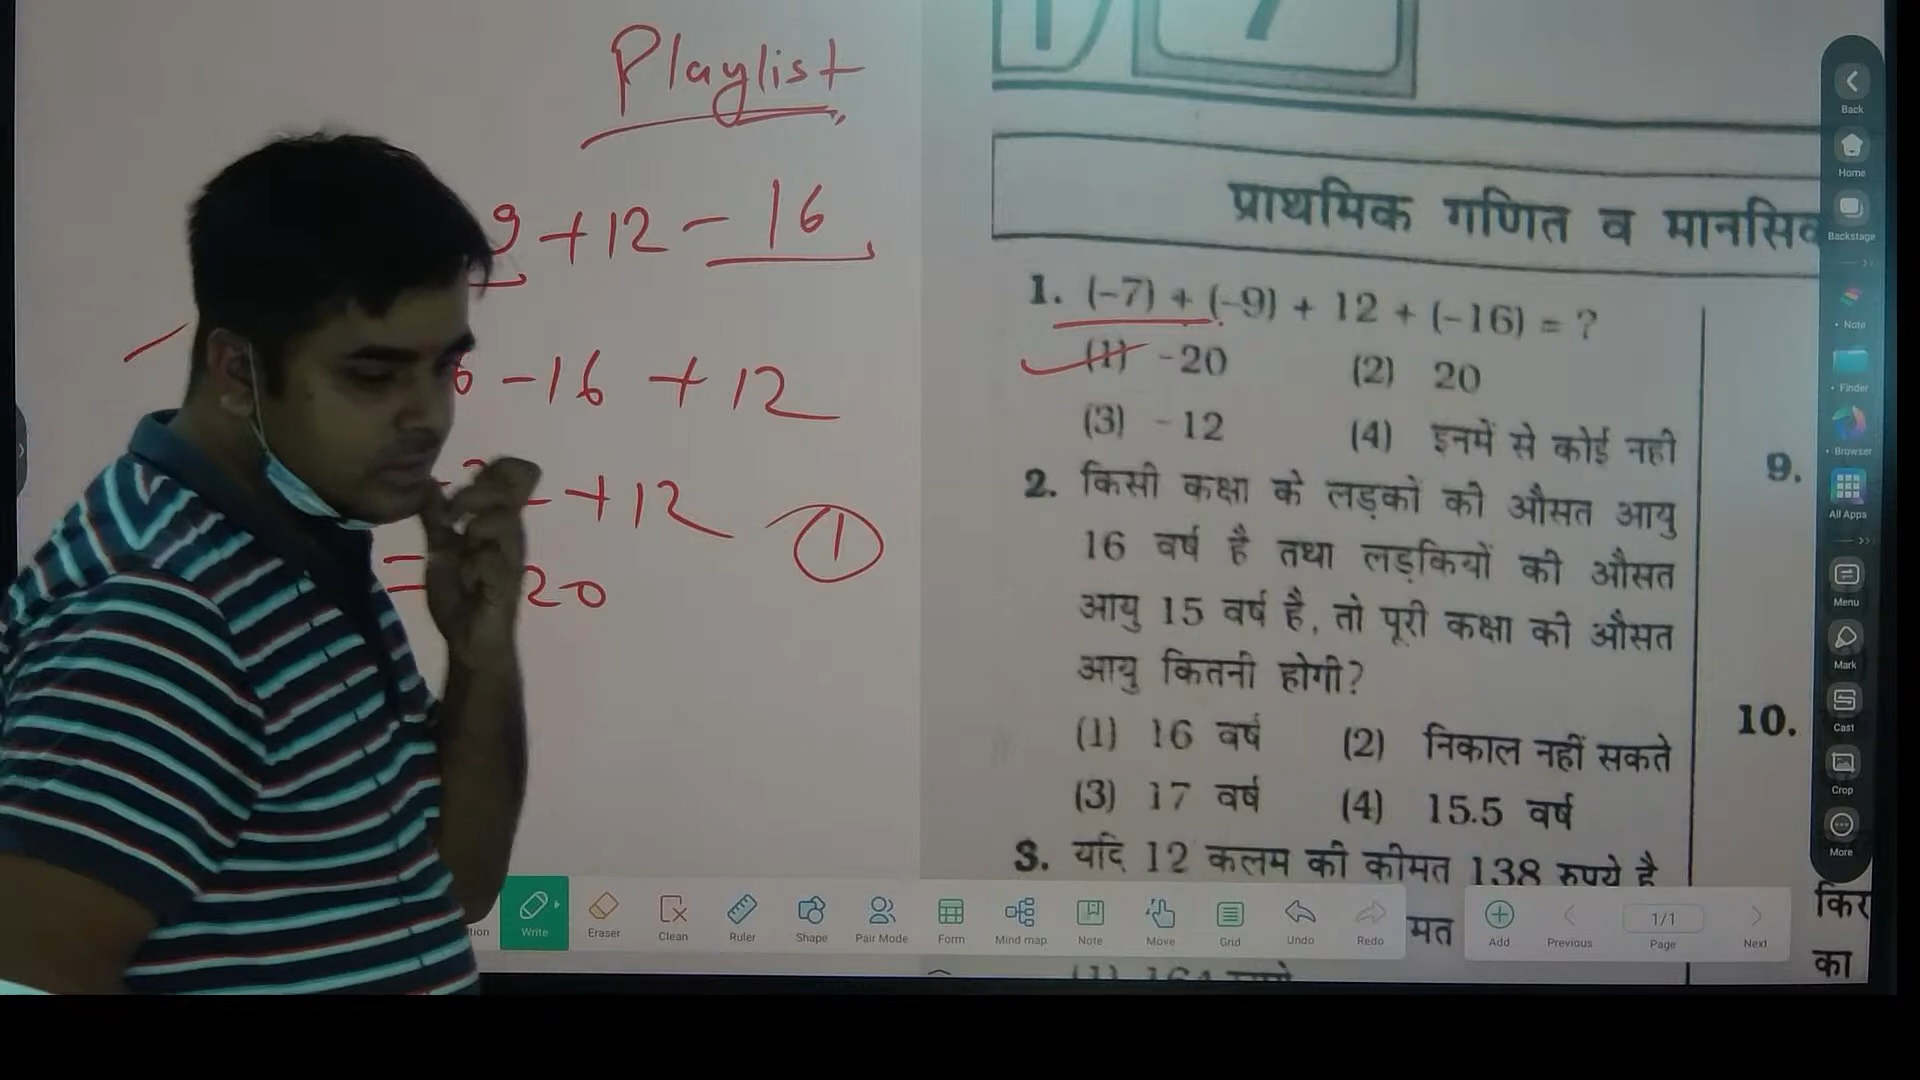 Playlist
9 + 12 - 16
6 - 16 + 12
+ 12
1
= 20
7
प्राथमिक गणित व मानसिक
1. (-7) + (-9) + 12 + (-16) = ?
(1) -20 (2) 20
(3) -12 (4) इनमें से कोई नही
2. किसी कक्षा के लड़कों की औसत आयु
16 वर्ष है तथा लड़कियों की औसत
आयु 15 वर्ष है, तो पूरी कक्षा की औसत
आयु कितनी होगी?
(1) 16 वर्ष (2) निकाल नहीं सकते
(3) 17 वर्ष (4) 15.5 वर्ष
3. यदि 12 कलम की कीमत 138 रुपये है
मत
9.
10.
का
Back
Home
Backstage
Note
Finder
Browser
All Apps
Menu
Mark
Cast
Crop
More
Write Eraser Clean Ruler Shape Pair Mode Form Mind map Note Move Grid Undo Redo
Add Previous 1/1 Page Next